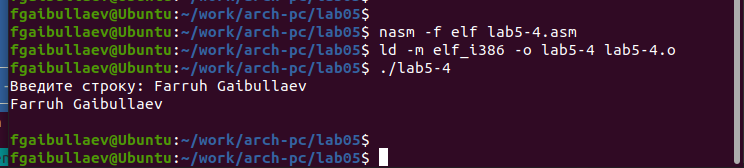 fgaibullaev@Ubuntu:~/work/arch-pc/lab05$
fgaibullaev@Ubuntu:~/work/arch-pc/lab05$ nasm -f elf lab5-4.asm
fgaibullaev@Ubuntu:~/work/arch-pc/lab05$ ld -m elf_i386 -o lab5-4 lab5-4.o
fgaibullaev@Ubuntu:~/work/arch-pc/lab05$ ./lab5-4
Введите строку: Farruh Gaibullaev
Farruh Gaibullaev
fgaibullaev@Ubuntu:~/work/arch-pc/lab05$
fgaibullaev@Ubuntu:~/work/arch-pc/lab05$